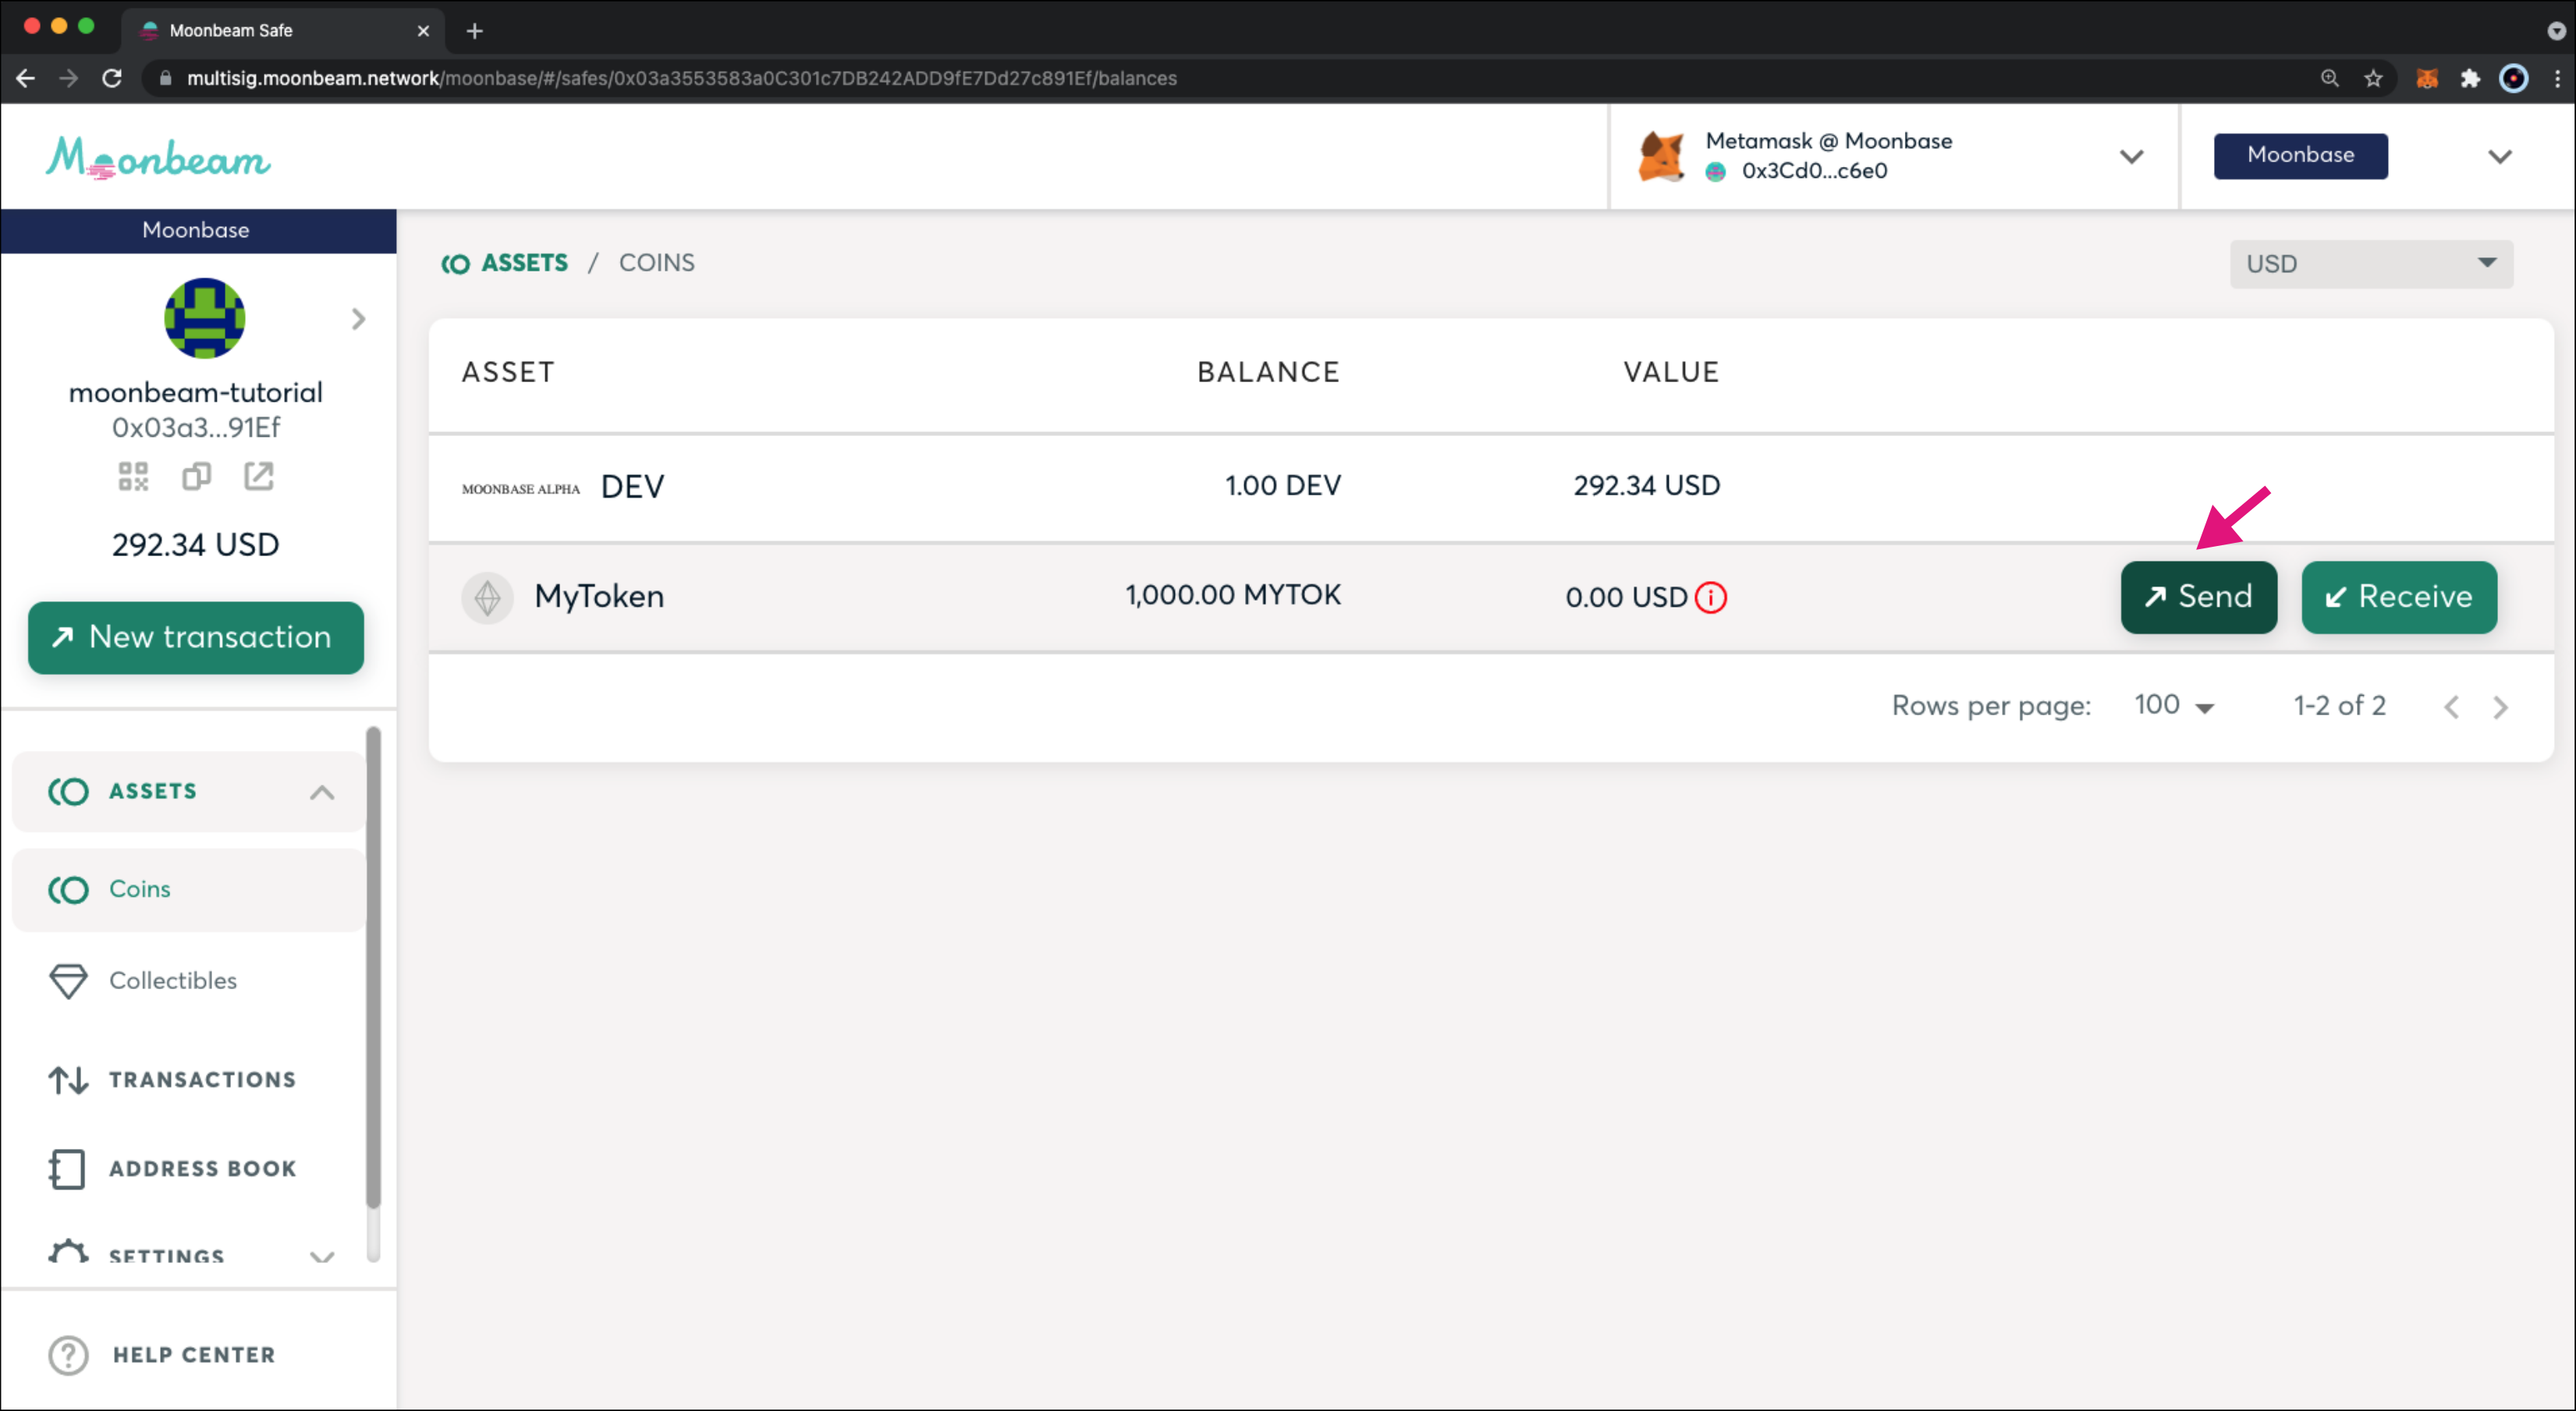 Moonbeam Safe
multisig.moonbeam.network/moonbase/#/safes/0x03a3553583a0C301c7DB242ADD9fE7Dd27c891Ef/balances
Moonbeam
Metamask @ Moonbase
0x3Cd0...c6e0
Moonbase
Moonbase
moonbeam-tutorial
0x03a3...91Ef
292.34 USD
New transaction
ASSETS
Coins
Collectibles
TRANSACTIONS
ADDRESS BOOK
SETTINGS
HELP CENTER
ASSETS / COINS
USD
ASSET BALANCE VALUE
MOONBASE ALPHA DEV 1.00 DEV 292.34 USD
MyToken 1,000.00 MYTOK 0.00 USD Send Receive
Rows per page: 100 1-2 of 2